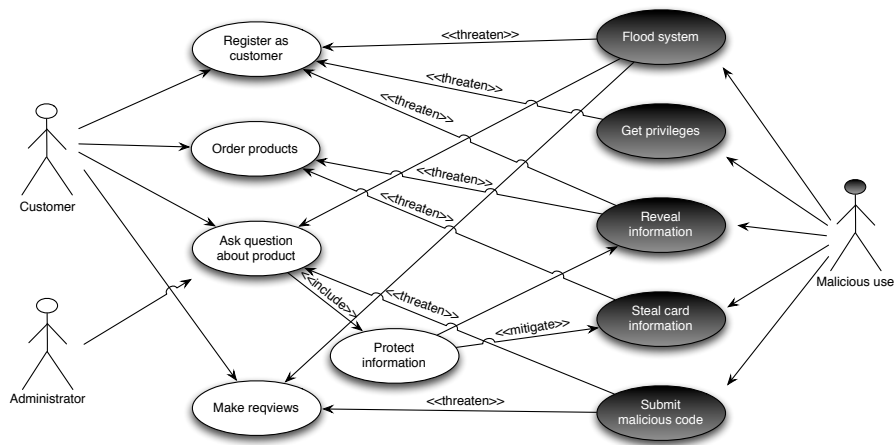 Register as
customer
<<threaten>>
Flood system
<<threaten>>
<<threaten>>
Get privileges
Order products
<<threaten>>
<<threaten>>
Customer
Reveal
information
Ask question
about product
Malicious use
<<include>>
<<threaten>>
Steal card
information
<<mitigate>>
Protect
information
Administrator
Make reqviews
<<threaten>>
Submit
malicious code